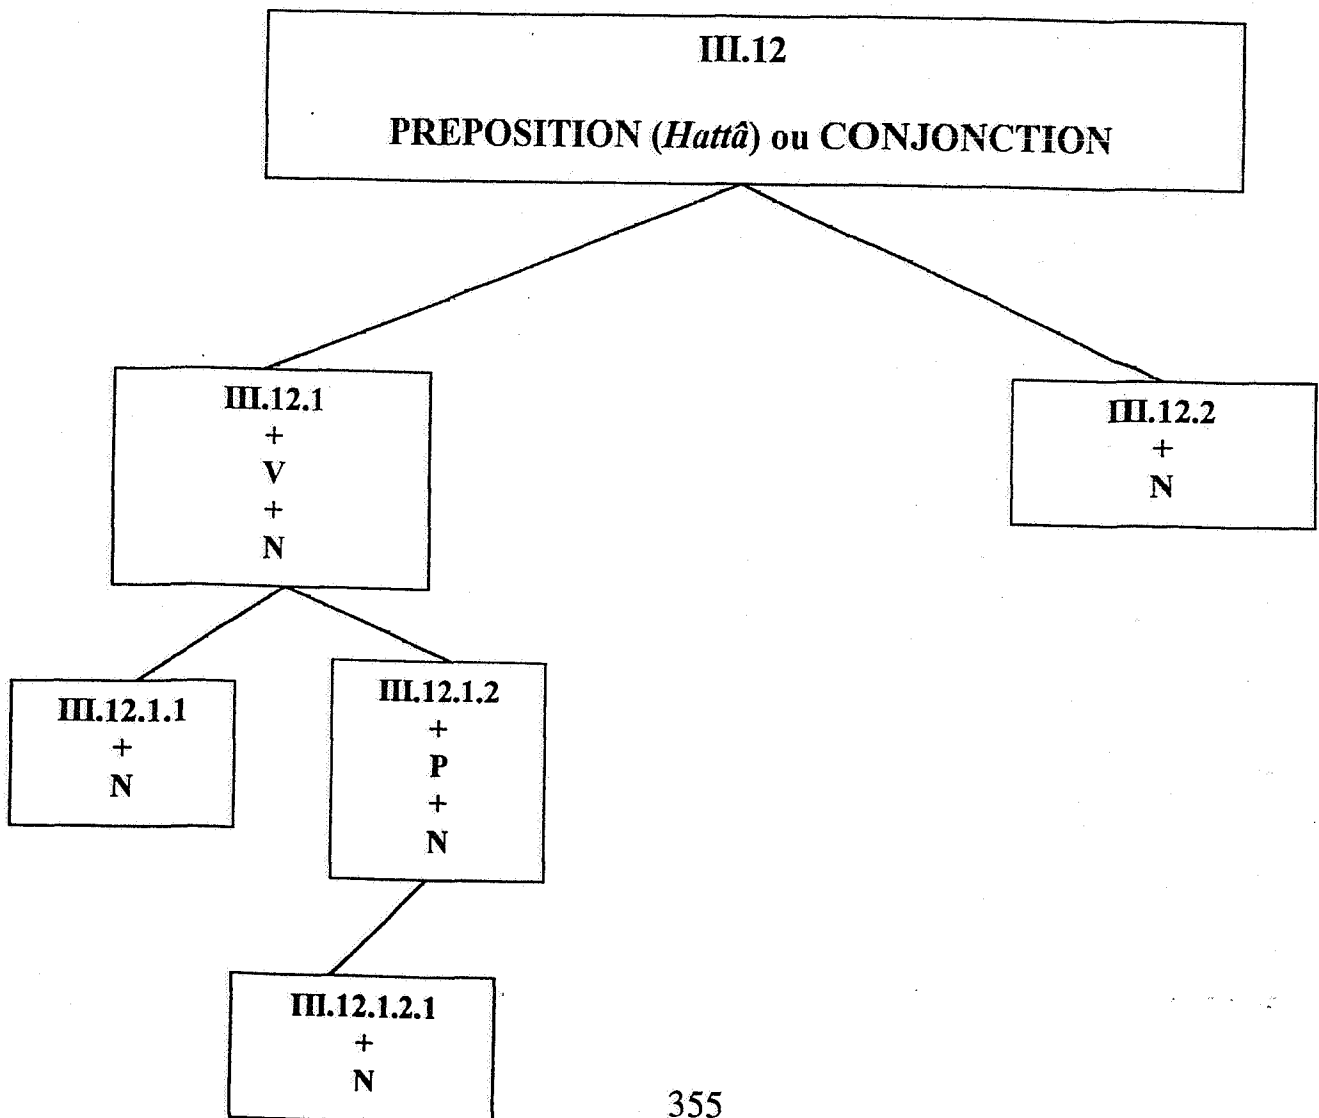 III.12
PREPOSITION (Hattâ) ou CONJONCTION
III.12.1
+
V
+
N
III.12.2
+
N
III.12.1.1
+
N
III.12.1.2
+
P
+
N
III.12.1.2.1
+
N
355